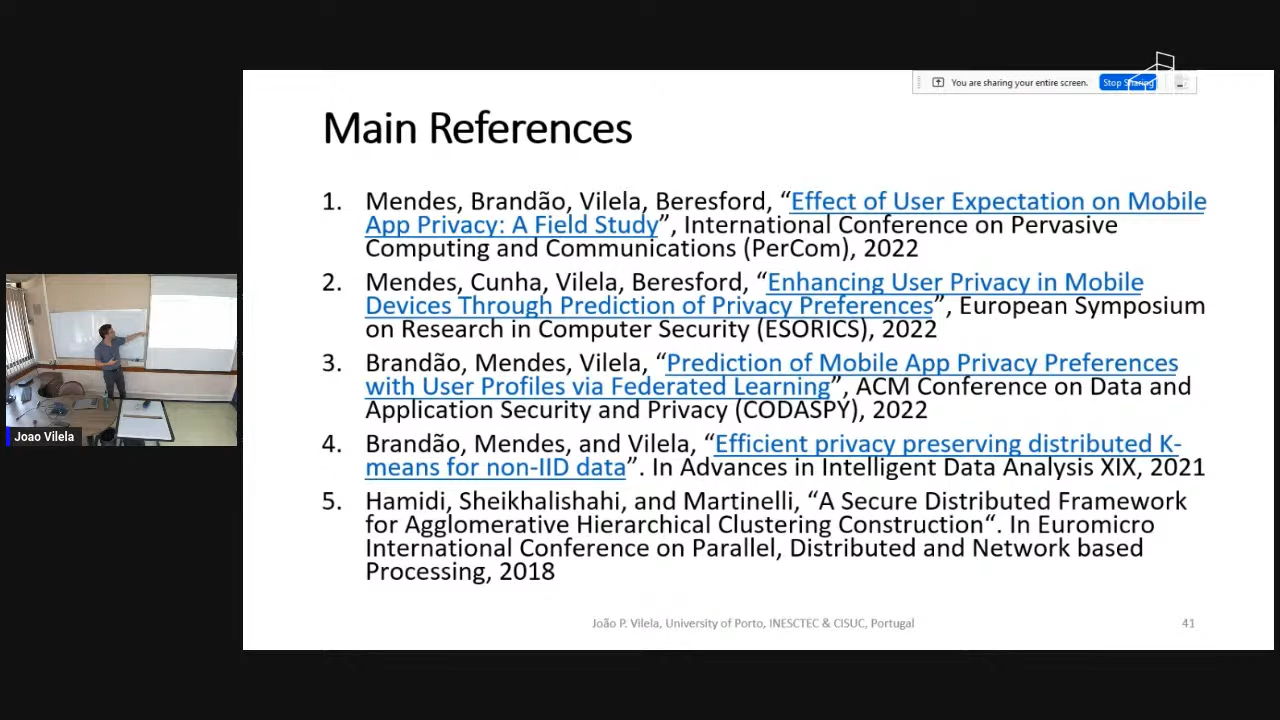 You are sharing your entire screen.
Stop Sharing
Main References
1. Mendes, Brandão, Vilela, Beresford, “Effect of User Expectation on Mobile
App Privacy: A Field Study”, International Conference on Pervasive
Computing and Communications (PerCom), 2022
2. Mendes, Cunha, Vilela, Beresford, “Enhancing User Privacy in Mobile
Devices Through Prediction of Privacy Preferences”, European Symposium
on Research in Computer Security (ESORICS), 2022
3. Brandão, Mendes, Vilela, “Prediction of Mobile App Privacy Preferences
with User Profiles via Federated Learning”, ACM Conference on Data and
Application Security and Privacy (CODASPY), 2022
4. Brandão, Mendes, and Vilela, “Efficient privacy preserving distributed K-
means for non-IID data”. In Advances in Intelligent Data Analysis XIX, 2021
5. Hamidi, Sheikhalishahi, and Martinelli, “A Secure Distributed Framework
for Agglomerative Hierarchical Clustering Construction“. In Euromicro
International Conference on Parallel, Distributed and Network based
Processing, 2018
João P. Vilela, University of Porto, INESCTEC & CISUC, Portugal
41
Joao Vilela